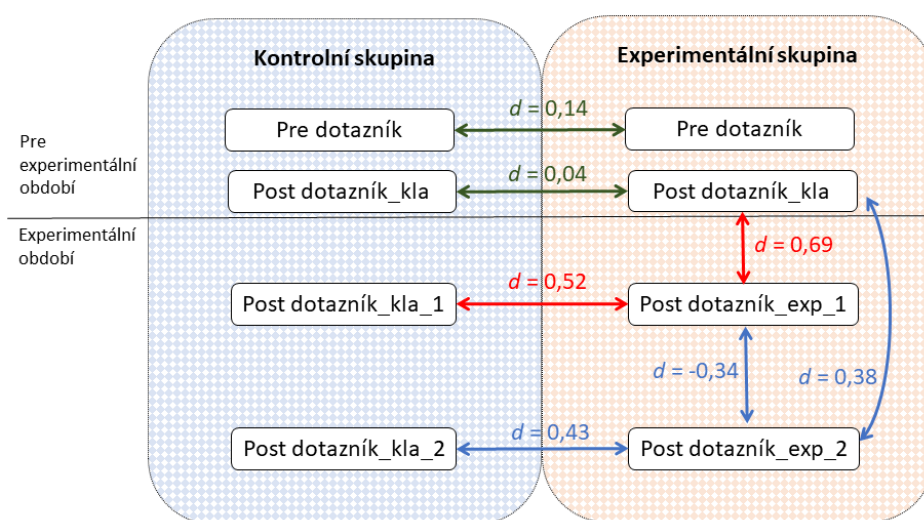 Kontrolní skupina
Experimentální skupina
d = 0,14
Pre dotazník
Pre dotazník
Pre
experimentální
období
d = 0,04
Post dotazník_kla
Post dotazník_kla
Experimentální
období
d = 0,69
d = 0,52
Post dotazník_kla_1
Post dotazník_exp_1
d = -0,34
d = 0,38
d = 0,43
Post dotazník_kla_2
Post dotazník_exp_2